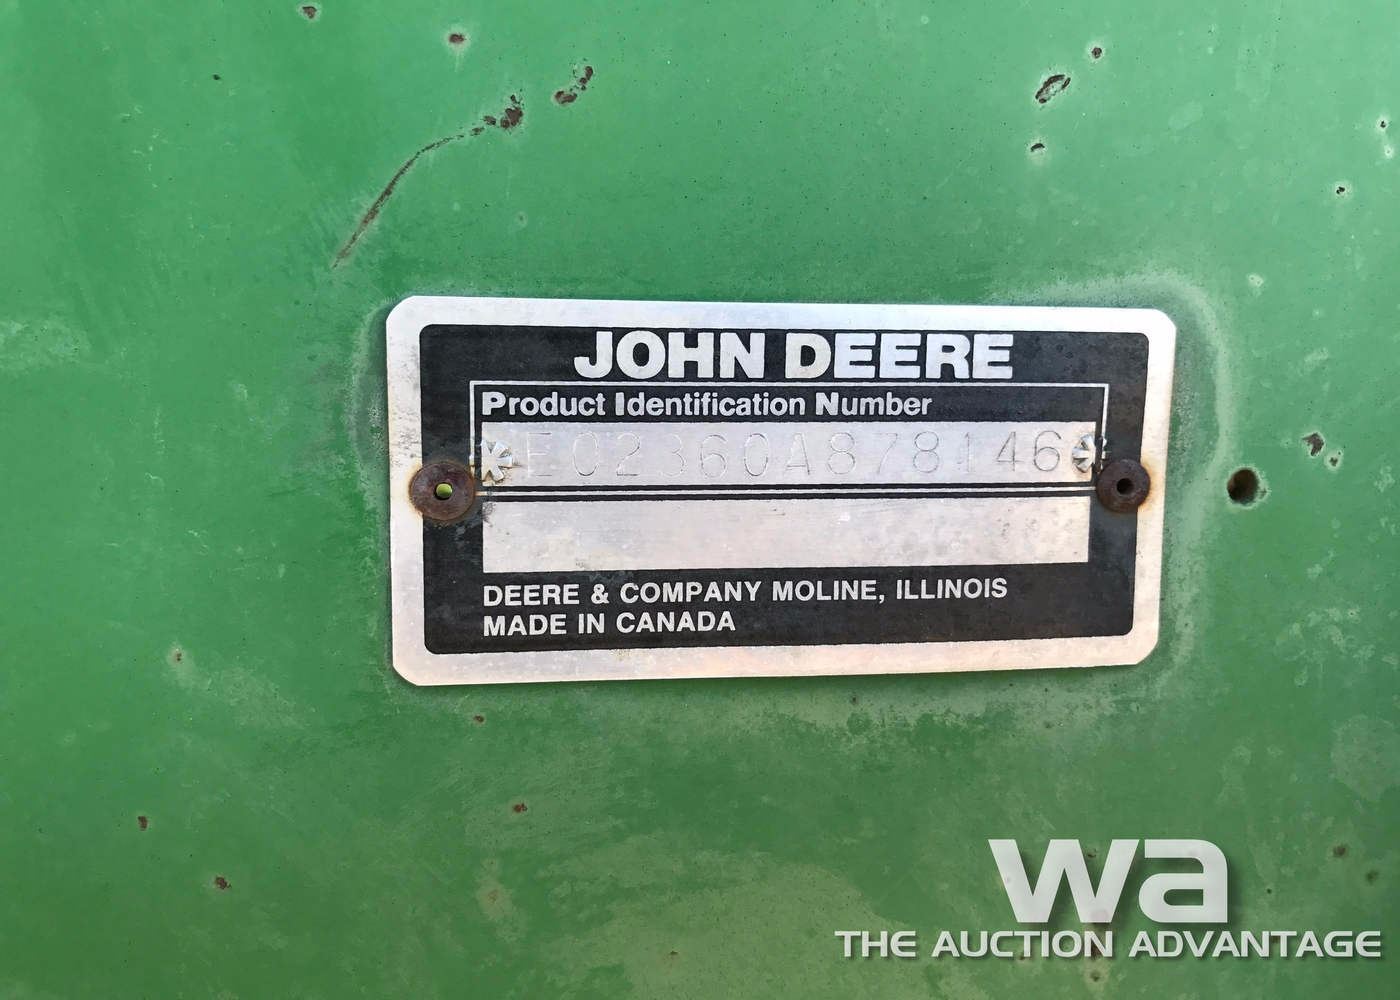 JOHN DEERE
Product Identification Number
*E02360A878146*
DEERE & COMPANY MOLINE, ILLINOIS
MADE IN CANADA
wa
THE AUCTION ADVANTAGE